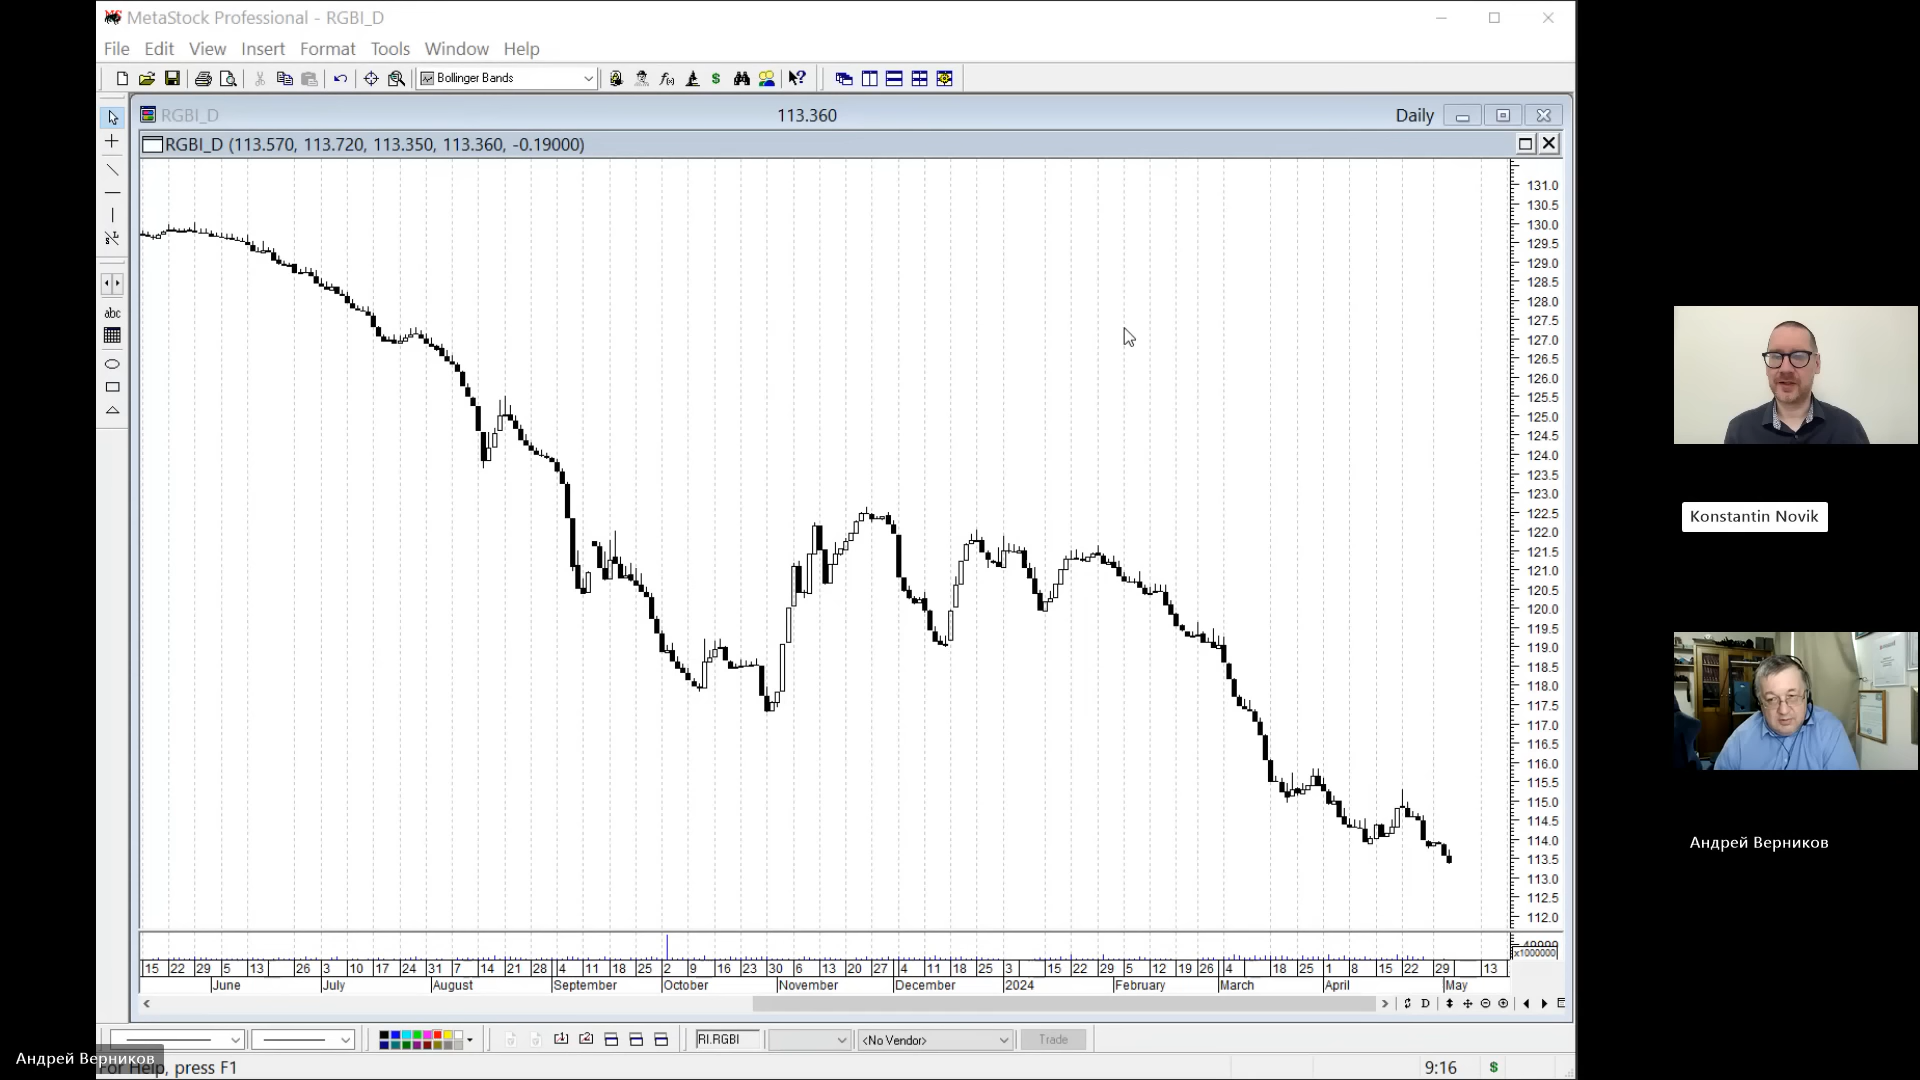 MetaStock Professional - RGBI_D
File Edit View Insert Format Tools Window Help
Bollinger Bands
RGBI_D 113.360 Daily
RGBI_D (113.570, 113.720, 113.350, 113.360, -0.19000)
abc
131.0
130.5
130.0
129.5
129.0
128.5
128.0
127.5
127.0
126.5
126.0
125.5
125.0
124.5
124.0
123.5
123.0
122.5
122.0
121.5
121.0
120.5
120.0
119.5
119.0
118.5
118.0
117.5
117.0
116.5
116.0
115.5
115.0
114.5
114.0
113.5
113.0
112.5
112.0
x1000000
15 22 29 5 13 26 3 10 17 24 31 7 14 21 28 4 11 18 25 2 9 16 23 30 6 13 20 27 4 11 18 25 3 15 22 29 5 12 19 26 4 18 25 1 8 15 22 29 13
June July August September October November December 2024 February March April May
D
RI.RGBI <No Vendor> Trade
For Help, press F1
9:16
Konstantin Novik
Андрей Верников
Андрей Верников